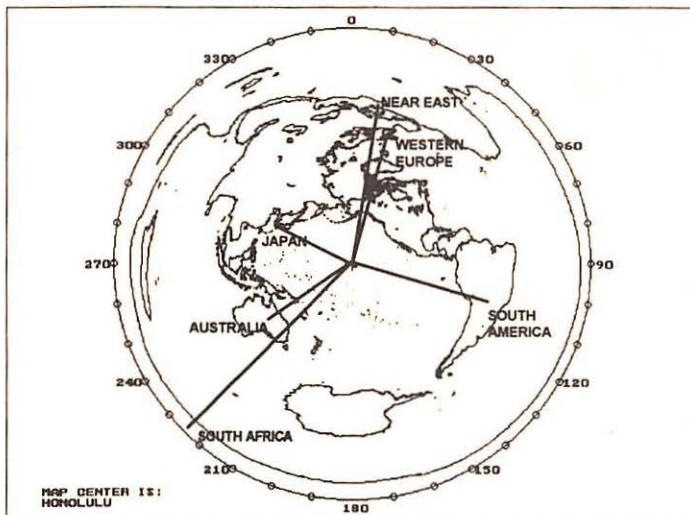 0
330
30
NEAR EAST
300
60
WESTERN
EUROPE
JAPAN
270
90
AUSTRALIA
SOUTH
AMERICA
240
120
SOUTH AFRICA
210
150
MAP CENTER IS:
HONOLULU
180